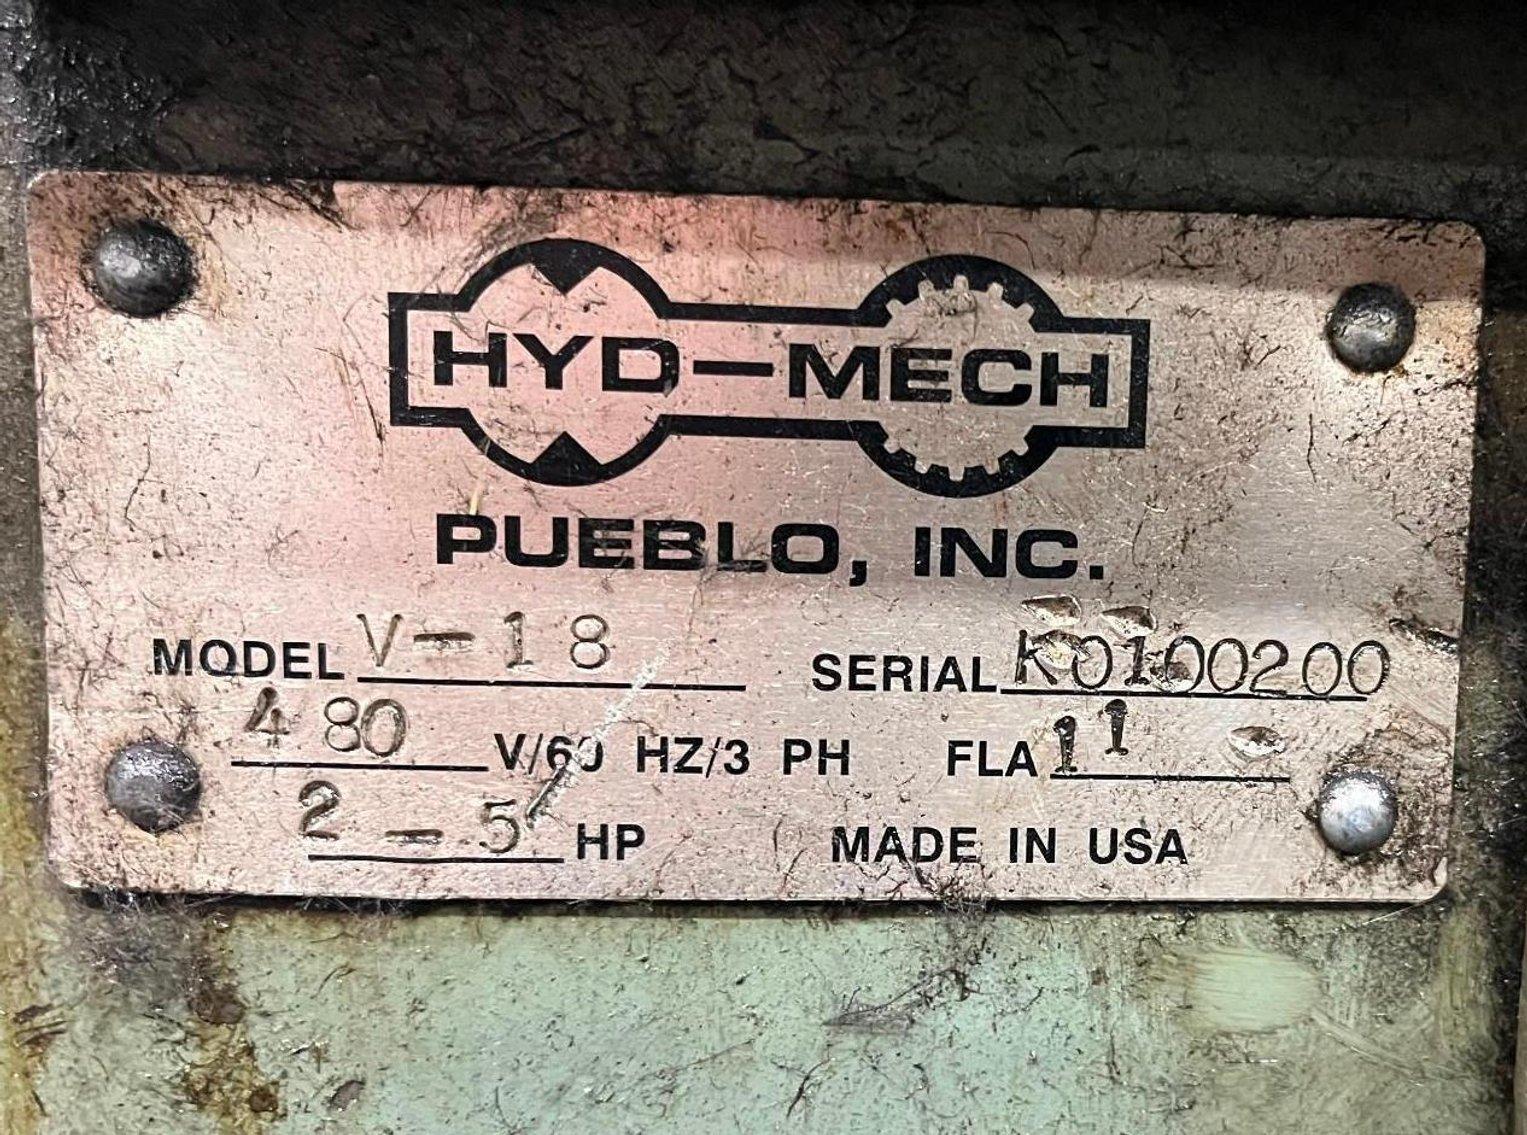 HYD-MECH
PUEBLO, INC.
MODEL V-18 SERIAL K0100200
480 V/60 HZ/3 PH FLA 11
2-5 HP MADE IN USA